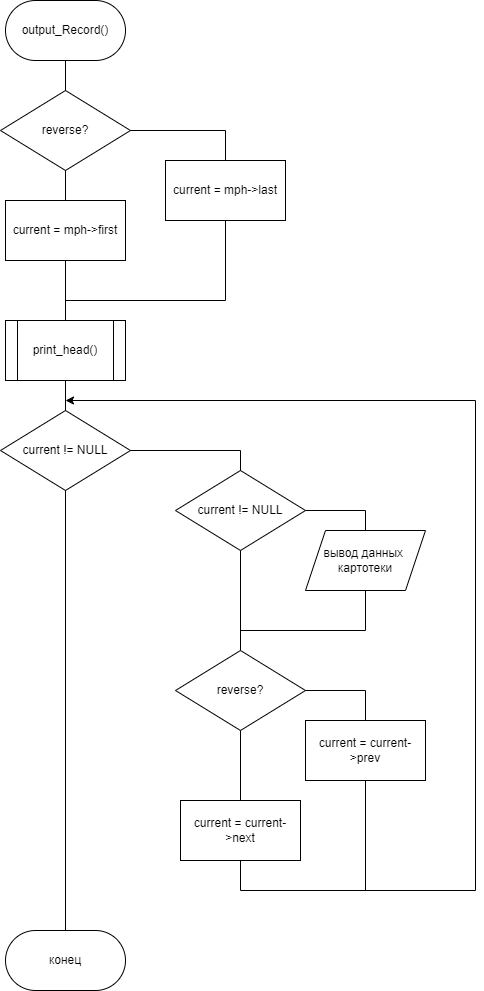 output_Record()
reverse?
current = mph->last
current = mph->first
print_head()
current != NULL
current != NULL
вывод данных
картотеки
reverse?
current = current-
>prev
current = current-
>next
конец